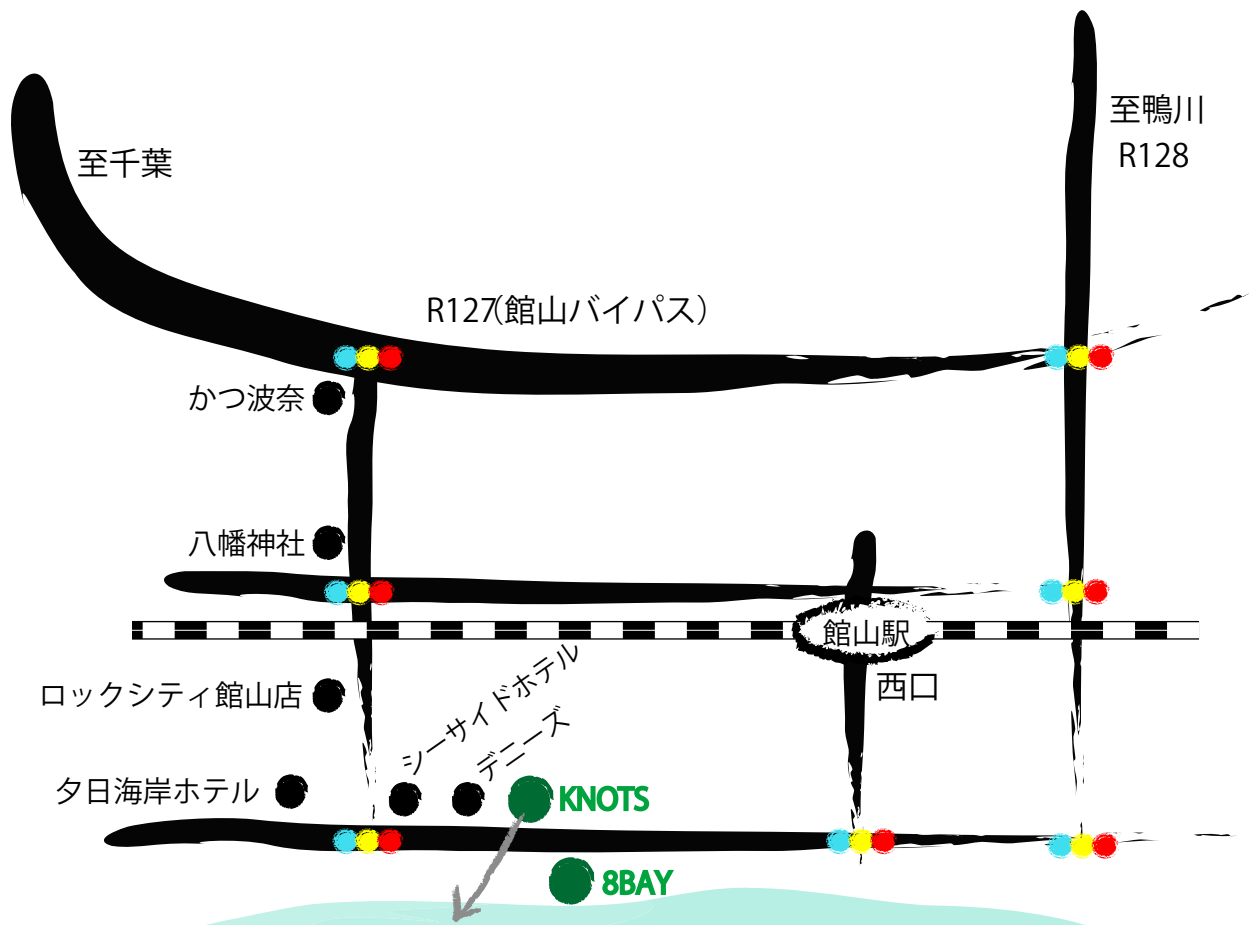 至鴨川
R128
至千葉
R127(館山バイパス)
かつ波奈
八幡神社
館山駅
西口
ロックシティ館山店
シーサイドホテル
デニーズ
夕日海岸ホテル
KNOTS
8BAY